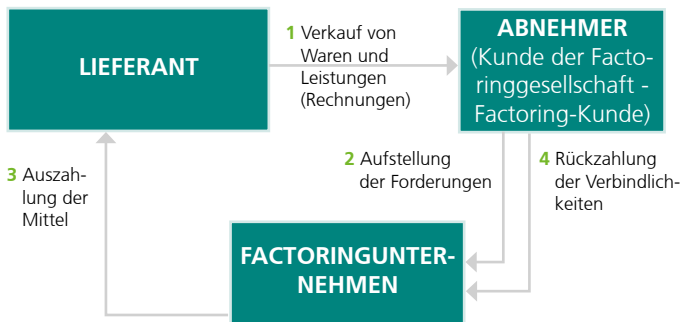 LIEFERANT
1 Verkauf von
Waren und
Leistungen
(Rechnungen)
ABNEHMER
(Kunde der Facto-
ringgesellschaft -
Factoring-Kunde)
3 Auszah-
lung der
Mittel
2 Aufstellung
der Forderungen
4 Rückzahlung
der Verbindlich-
keiten
FACTORINGUNTER-
NEHMEN